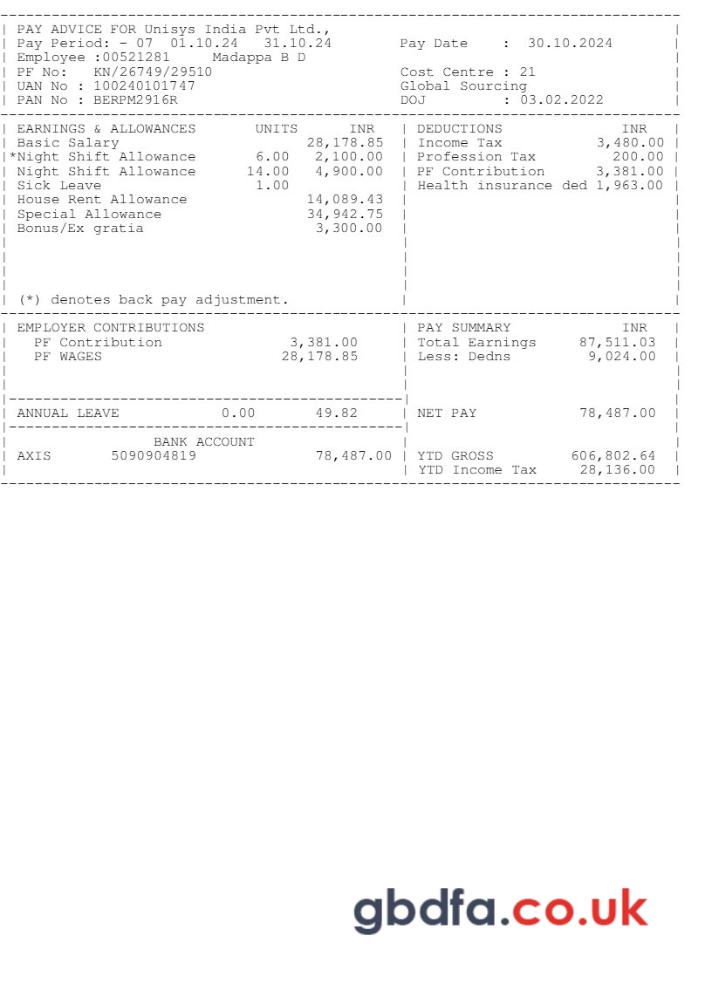 PAY ADVICE FOR Unisys India Pvt Ltd.,
Pay Period: - 07 01.10.24 31.10.24 Pay Date : 30.10.2024
Employee :00521281 Madappa B D
PF No: KN/26749/29510 Cost Centre : 21
UAN No : 100240101747 Global Sourcing
PAN No : BERPM2916R DOJ : 03.02.2022
EARNINGS & ALLOWANCES UNITS INR | DEDUCTIONS INR
Basic Salary 28,178.85 | Income Tax 3,480.00
*Night Shift Allowance 6.00 2,100.00 | Profession Tax 200.00
Night Shift Allowance 14.00 4,900.00 | PF Contribution 3,381.00
Sick Leave 1.00 | Health insurance ded 1,963.00
House Rent Allowance 14,089.43
Special Allowance 34,942.75
Bonus/Ex gratia 3,300.00
(*) denotes back pay adjustment.
EMPLOYER CONTRIBUTIONS | PAY SUMMARY INR
PF Contribution 3,381.00 | Total Earnings 87,511.03
PF WAGES 28,178.85 | Less: Dedns 9,024.00
ANNUAL LEAVE 0.00 49.82 | NET PAY 78,487.00
BANK ACCOUNT
AXIS 5090904819 78,487.00 | YTD GROSS 606,802.64
YTD Income Tax 28,136.00
gbdfa.co.uk